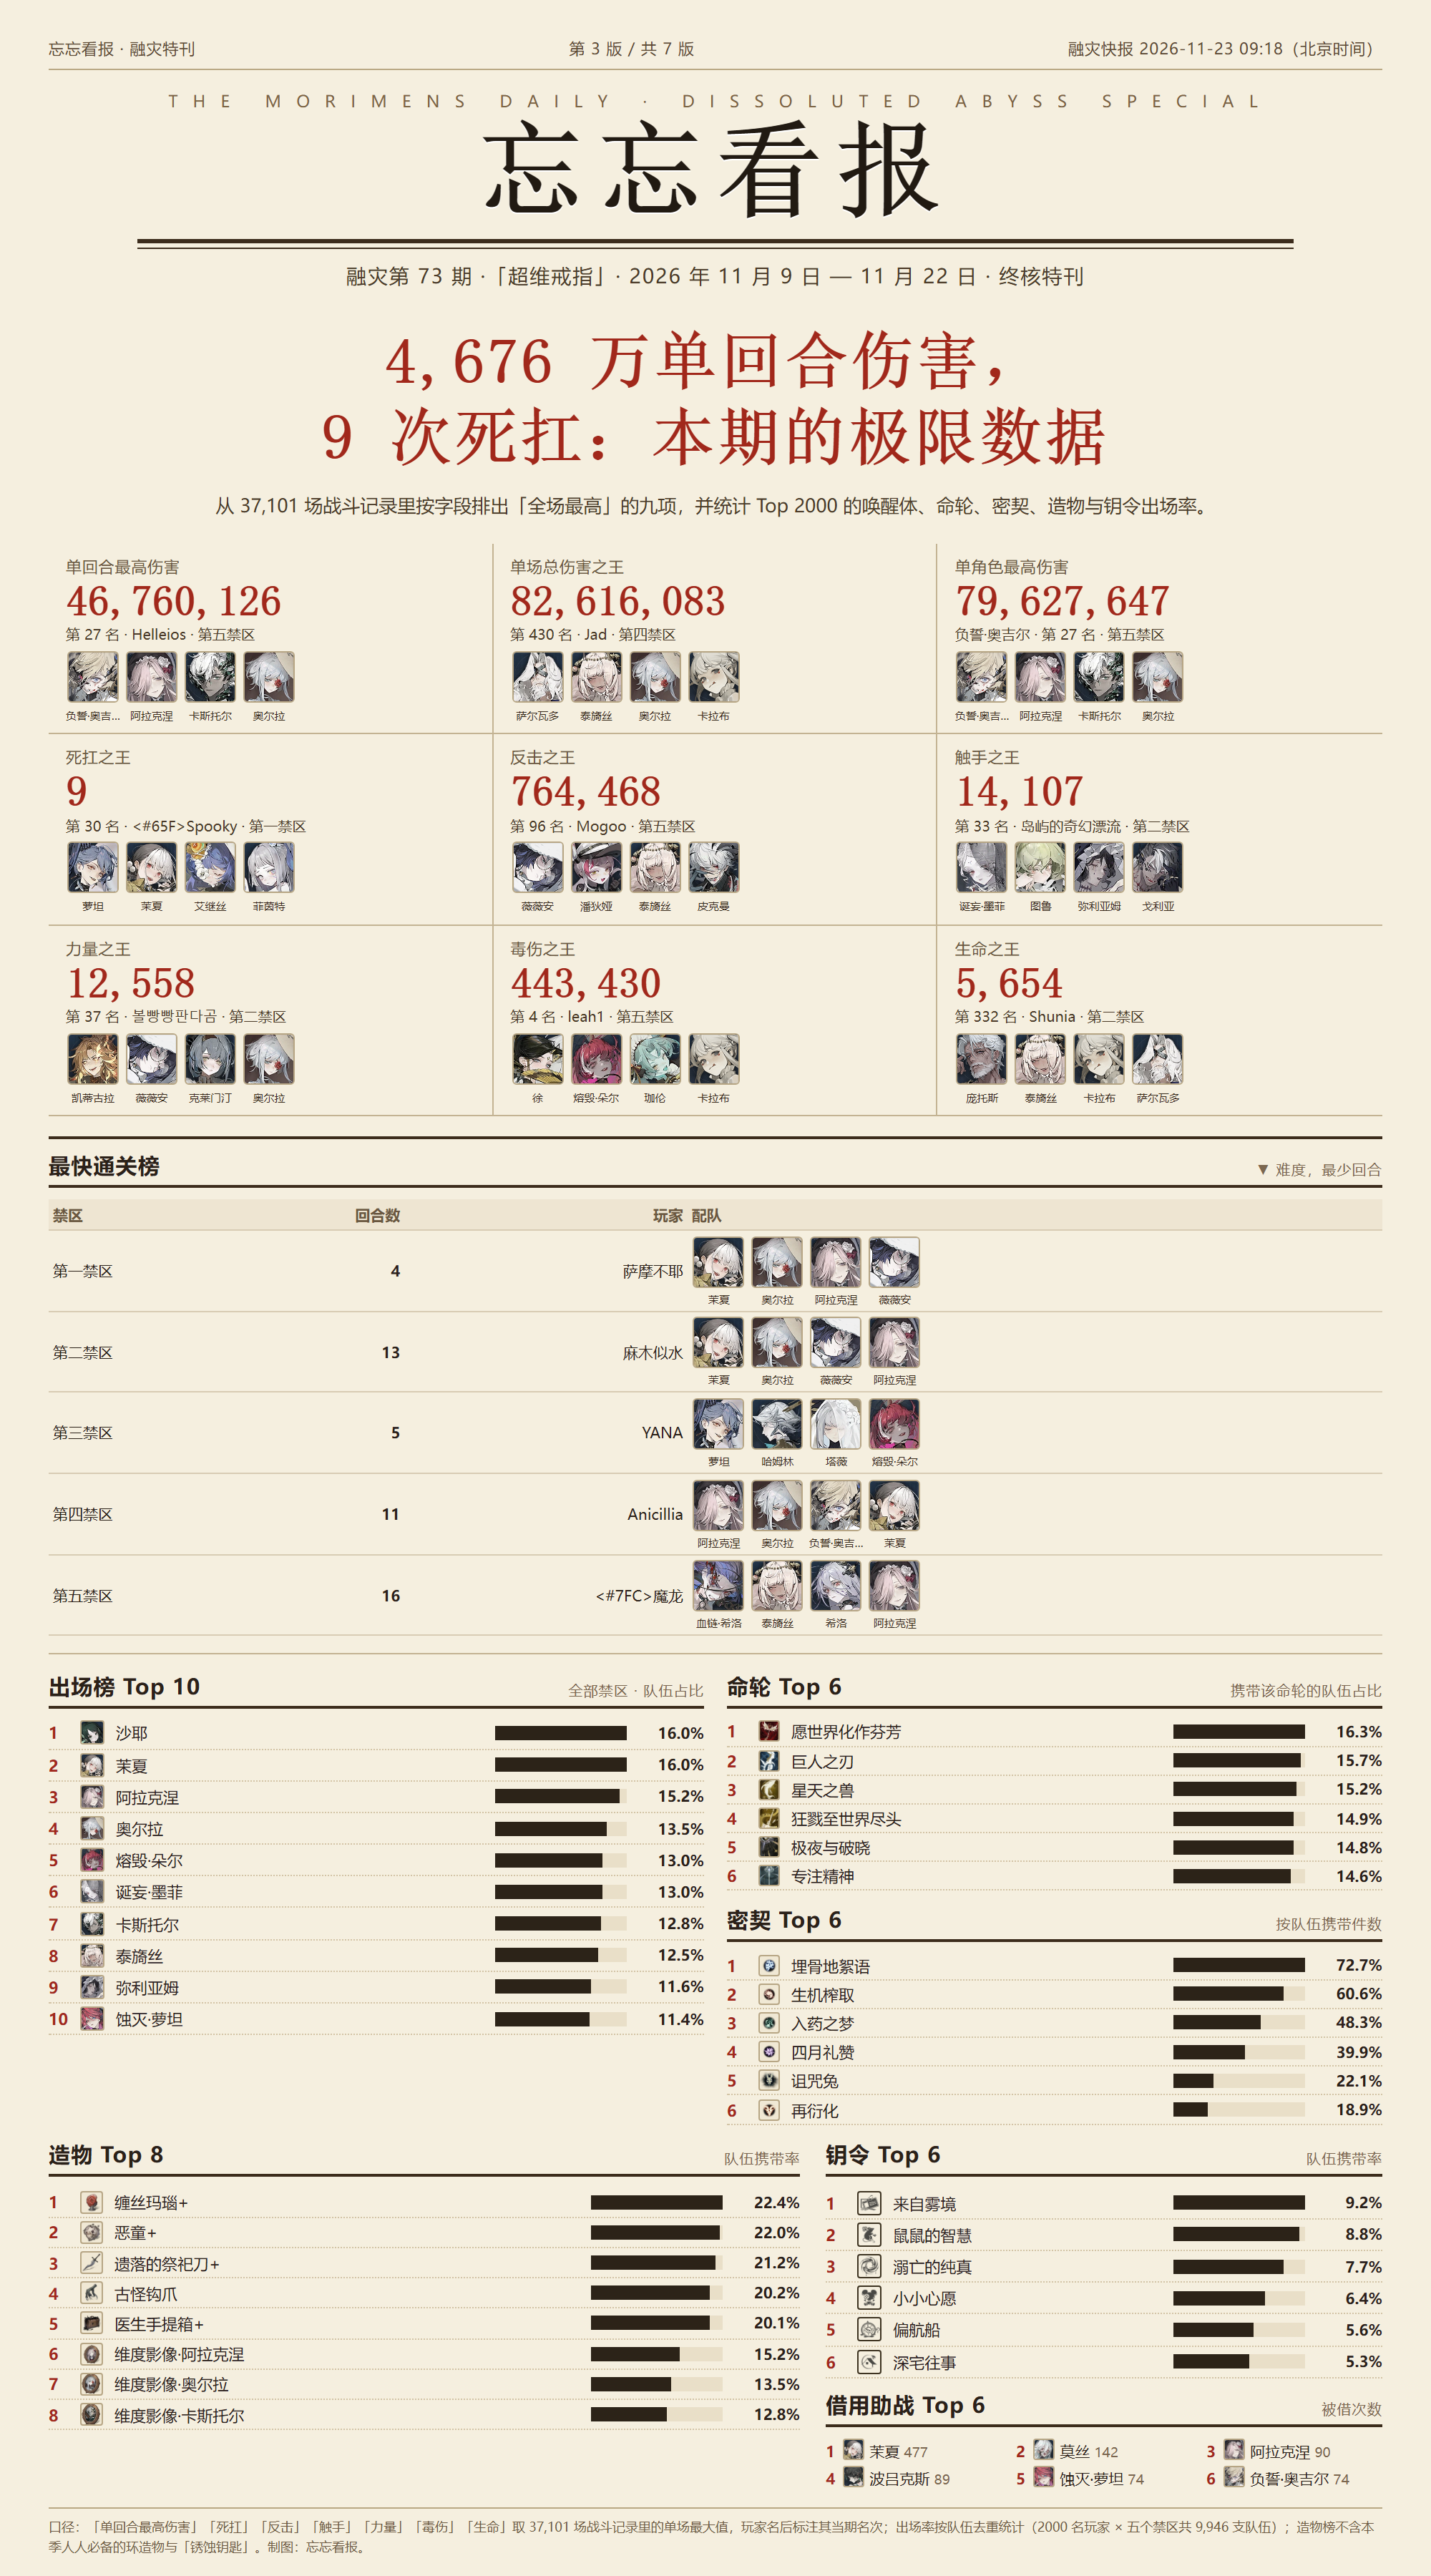 忘忘看报 · 融灾特刊
第 3 版 / 共 7 版
融灾快报 2026-11-23 09:18（北京时间）
THE MORIMENS DAILY · DISSOLUTED ABYSS SPECIAL
忘忘看报
融灾第 73 期 ·「超维戒指」· 2026 年 11 月 9 日 — 11 月 22 日 · 终核特刊
4,676 万单回合伤害，
9 次死扛：本期的极限数据
从 37,101 场战斗记录里按字段排出「全场最高」的九项，并统计 Top 2000 的唤醒体、命轮、密契、造物与钥令出场率。
单回合最高伤害
46,760,126
第 27 名 · Helleios · 第五禁区
负誓·奥吉... 阿拉克涅 卡斯托尔 奥尔拉
单场总伤害之王
82,616,083
第 430 名 · Jad · 第四禁区
萨尔瓦多 泰旖丝 奥尔拉 卡拉布
单角色最高伤害
79,627,647
负誓·奥吉尔 · 第 27 名 · 第五禁区
负誓·奥吉... 阿拉克涅 卡斯托尔 奥尔拉
死扛之王
9
第 30 名 · <#65F>Spooky · 第一禁区
萝坦 茉夏 艾继丝 菲茵特
反击之王
764,468
第 96 名 · Mogoo · 第五禁区
薇薇安 潘狄娅 泰旖丝 皮克曼
触手之王
14,107
第 33 名 · 岛屿的奇幻漂流 · 第二禁区
诞妄·墨菲 图鲁 弥利亚姆 戈利亚
力量之王
12,558
第 37 名 · 볼빵빵판다곰 · 第二禁区
凯蒂古拉 薇薇安 克莱门汀 奥尔拉
毒伤之王
443,430
第 4 名 · leah1 · 第五禁区
徐 熔毁·朵尔 珈伦 卡拉布
生命之王
5,654
第 332 名 · Shunia · 第二禁区
庞托斯 泰旖丝 卡拉布 萨尔瓦多
最快通关榜
▼ 难度，最少回合
禁区 回合数 玩家 配队
第一禁区 4 萨摩不耶
茉夏 奥尔拉 阿拉克涅 薇薇安
第二禁区 13 麻木似水
茉夏 奥尔拉 薇薇安 阿拉克涅
第三禁区 5 YANA
萝坦 哈姆林 塔薇 熔毁·朵尔
第四禁区 11 Anicillia
阿拉克涅 奥尔拉 负誓·奥吉... 茉夏
第五禁区 16 <#7FC>魔龙
血链·希洛 泰旖丝 希洛 阿拉克涅
出场榜 Top 10
全部禁区 · 队伍占比
1 沙耶 16.0%
2 茉夏 16.0%
3 阿拉克涅 15.2%
4 奥尔拉 13.5%
5 熔毁·朵尔 13.0%
6 诞妄·墨菲 13.0%
7 卡斯托尔 12.8%
8 泰旖丝 12.5%
9 弥利亚姆 11.6%
10 蚀灭·萝坦 11.4%
命轮 Top 6
携带该命轮的队伍占比
1 愿世界化作芬芳 16.3%
2 巨人之刃 15.7%
3 星天之兽 15.2%
4 狂戮至世界尽头 14.9%
5 极夜与破晓 14.8%
6 专注精神 14.6%
密契 Top 6
按队伍携带件数
1 埋骨地絮语 72.7%
2 生机榨取 60.6%
3 入药之梦 48.3%
4 四月礼赞 39.9%
5 诅咒兔 22.1%
6 再衍化 18.9%
造物 Top 8
队伍携带率
1 缠丝玛瑙+ 22.4%
2 恶童+ 22.0%
3 遗落的祭祀刀+ 21.2%
4 古怪钩爪 20.2%
5 医生手提箱+ 20.1%
6 维度影像·阿拉克涅 15.2%
7 维度影像·奥尔拉 13.5%
8 维度影像·卡斯托尔 12.8%
钥令 Top 6
队伍携带率
1 来自雾境 9.2%
2 鼠鼠的智慧 8.8%
3 溺亡的纯真 7.7%
4 小小心愿 6.4%
5 偏航船 5.6%
6 深宅往事 5.3%
借用助战 Top 6
被借次数
1 茉夏 477 2 莫丝 142 3 阿拉克涅 90
4 波吕克斯 89 5 蚀灭·萝坦 74 6 负誓·奥吉尔 74
口径：「单回合最高伤害」「死扛」「反击」「触手」「力量」「毒伤」「生命」取 37,101 场战斗记录里的单场最大值，玩家名后标注其当期名次；出场率按队伍去重统计（2000 名玩家 × 五个禁区共 9,946 支队伍）；造物榜不含本
季人人必备的环造物与「锈蚀钥匙」。制图：忘忘看报。